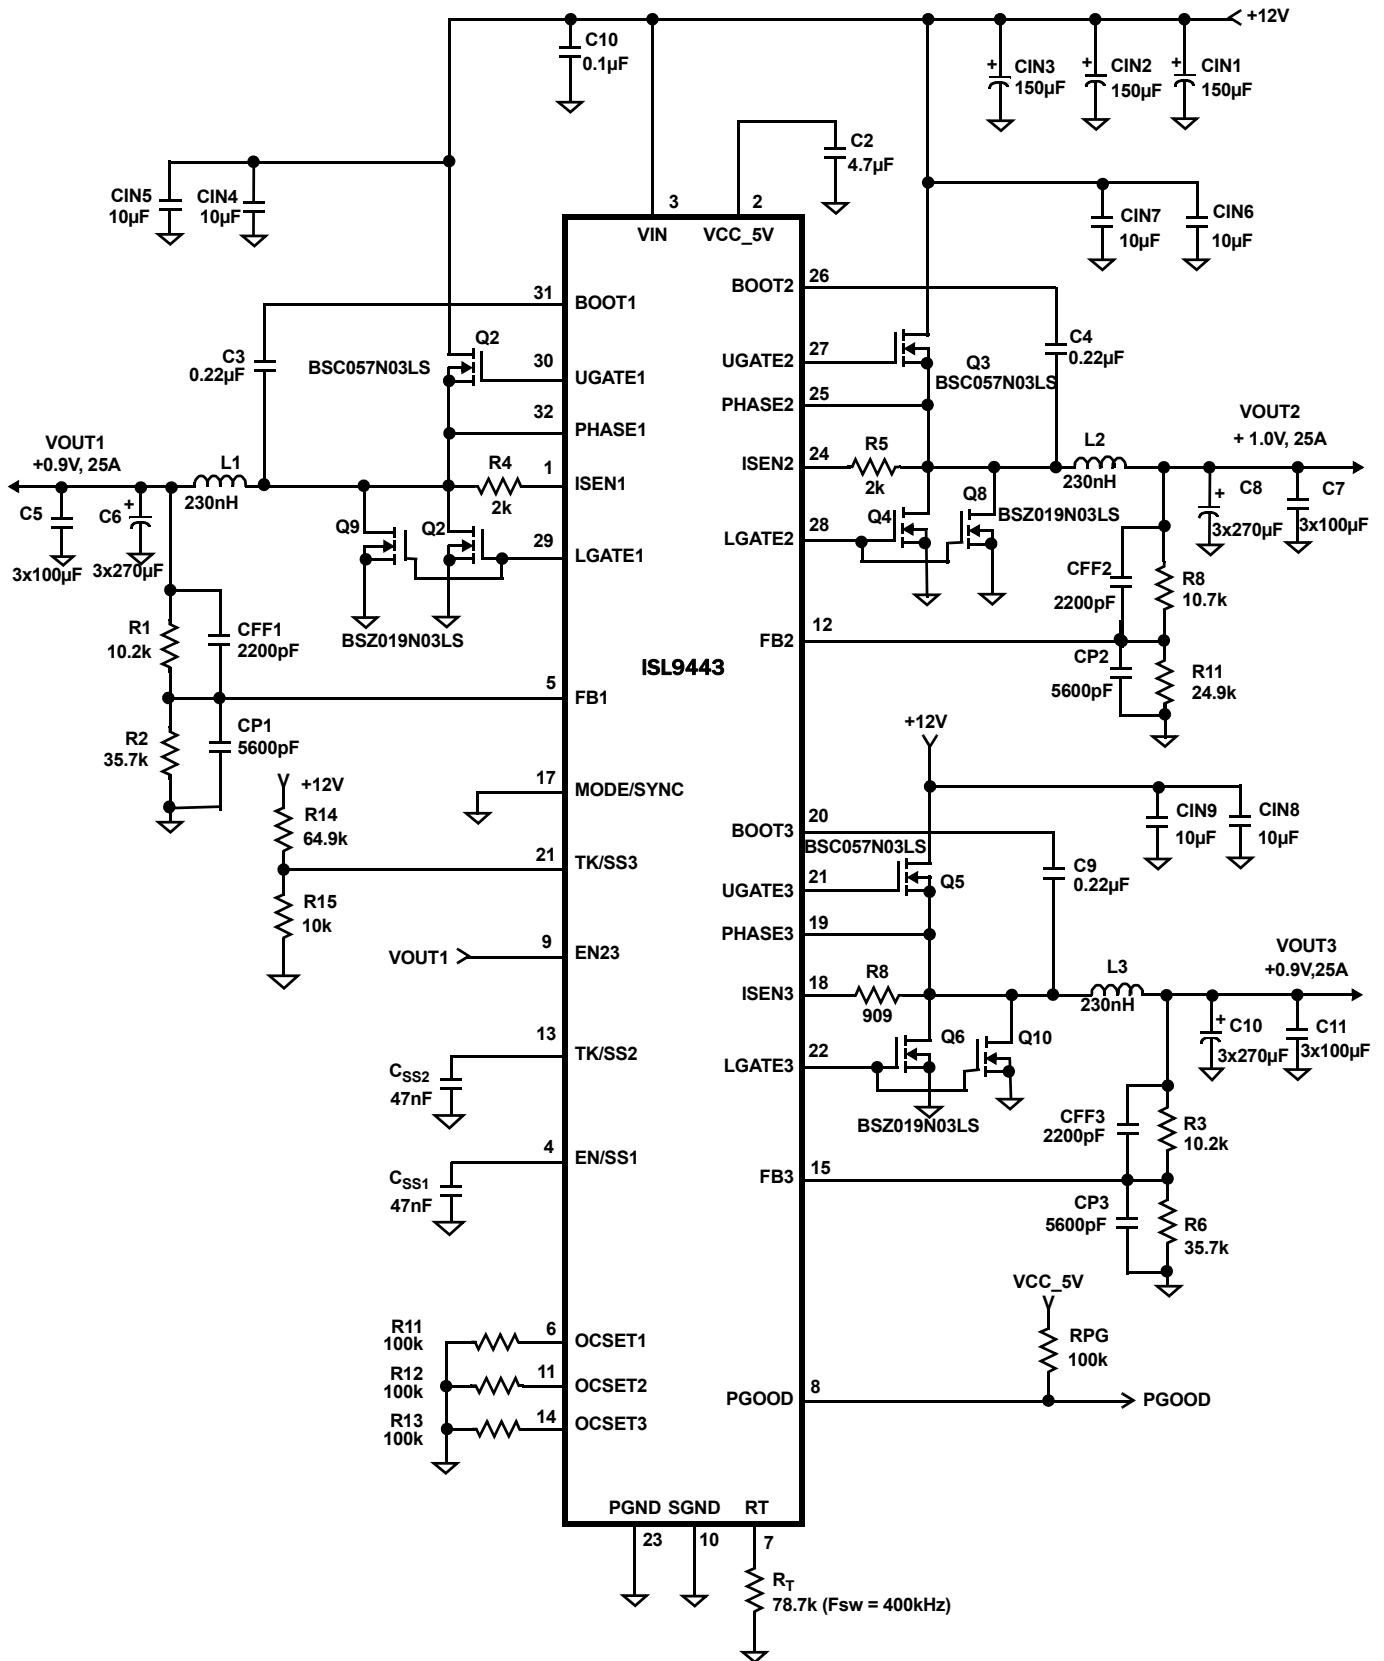 +12V
C10
0.1µF
+
CIN3
150µF
+
CIN2
150µF
+
CIN1
150µF
C2
4.7µF
CIN5
10µF
CIN4
10µF
3
2
VIN
VCC_5V
CIN7
10µF
CIN6
10µF
31
BOOT1
BOOT2
26
C3
0.22µF
BSC057N03LS
Q2
30
UGATE1
UGATE2
27
Q3
BSC057N03LS
C4
0.22µF
32
PHASE1
PHASE2
25
VOUT1
+0.9V, 25A
L1
230nH
R4
2k
1
ISEN1
ISEN2
24
R5
2k
L2
230nH
VOUT2
+ 1.0V, 25A
C5
3x100µF
C6
+
3x270µF
Q9
Q2
29
LGATE1
LGATE2
28
Q4
Q8
BSZ019N03LS
+
C8
3x270µF
C7
3x100µF
BSZ019N03LS
R1
10.2k
CFF1
2200pF
CFF2
2200pF
R8
10.7k
ISL9443
FB2
12
5
FB1
CP2
5600pF
R11
24.9k
R2
35.7k
CP1
5600pF
+12V
R14
64.9k
17
MODE/SYNC
+12V
CIN9
10µF
CIN8
10µF
BOOT3
20
BSC057N03LS
21
TK/SS3
UGATE3
21
Q5
C9
0.22µF
R15
10k
PHASE3
19
VOUT1
9
EN23
ISEN3
18
R8
909
L3
230nH
VOUT3
+0.9V,25A
13
TK/SS2
LGATE3
22
Q6
Q10
+
C10
3x270µF
C11
3x100µF
CSS2
47nF
BSZ019N03LS
CFF3
2200pF
R3
10.2k
4
EN/SS1
FB3
15
CSS1
47nF
CP3
5600pF
R6
35.7k
VCC_5V
R11
100k
6
OCSET1
RPG
100k
R12
100k
11
OCSET2
PGOOD
8
PGOOD
R13
100k
14
OCSET3
PGND
SGND
RT
23
10
7
RT
78.7k (Fsw = 400kHz)